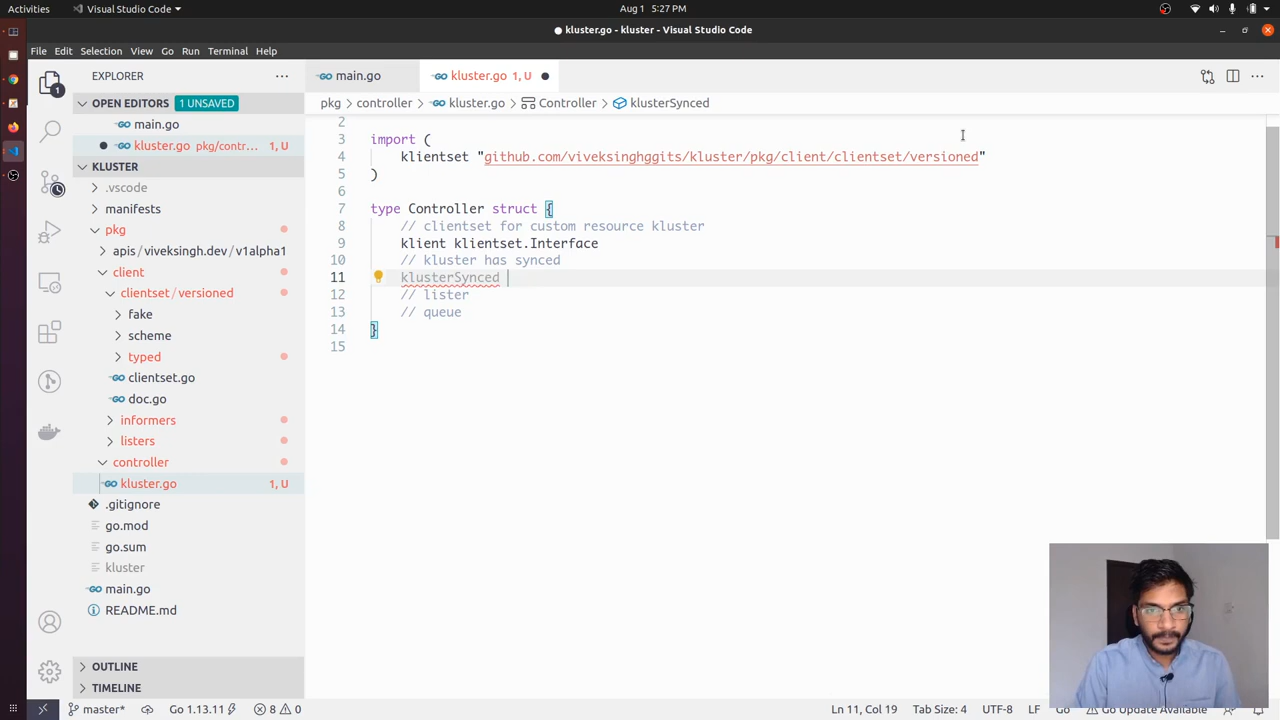 Activities
Visual Studio Code
Aug 1 5:27 PM
kluster.go - kluster - Visual Studio Code
File Edit Selection View Go Run Terminal Help
EXPLORER
main.go
kluster.go 1, U
OPEN EDITORS 1 UNSAVED
pkg > controller > kluster.go > Controller > klusterSynced
main.go
kluster.go pkg/contr... 1, U
KLUSTER
.vscode
manifests
pkg
apis / viveksingh.dev / v1alpha1
client
clientset / versioned
fake
scheme
typed
clientset.go
doc.go
informers
listers
controller
kluster.go 1, U
.gitignore
go.mod
go.sum
kluster
main.go
README.md
OUTLINE
TIMELINE
2
3 import (
4 klientset "github.com/viveksinghggits/kluster/pkg/client/clientset/versioned"
5 )
6
7 type Controller struct {
8 // clientset for custom resource kluster
9 klient klientset.Interface
10 // kluster has synced
11 klusterSynced
12 // lister
13 // queue
14 }
15
master* Go 1.13.11 8 0 Ln 11, Col 19 Tab Size: 4 UTF-8 LF Go Go Update Available